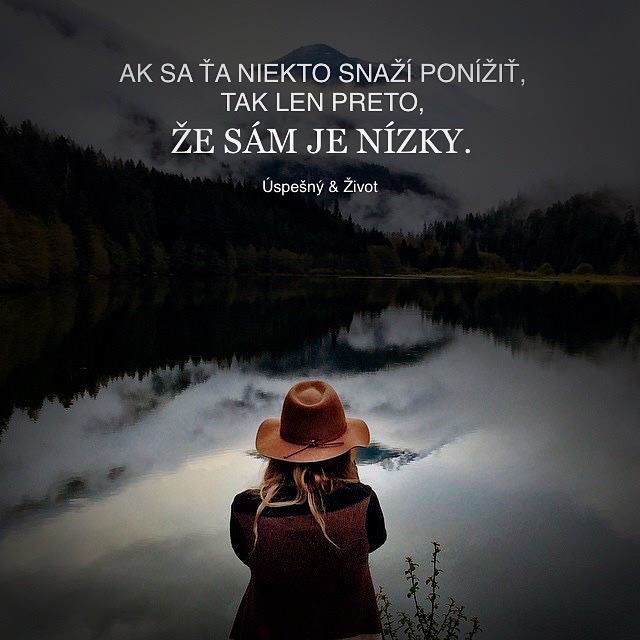 AK SA ŤA NIEKTO SNAŽÍ PONÍŽIŤ,
TAK LEN PRETO,
ŽE SÁM JE NÍZKY.
Úspešný & Život